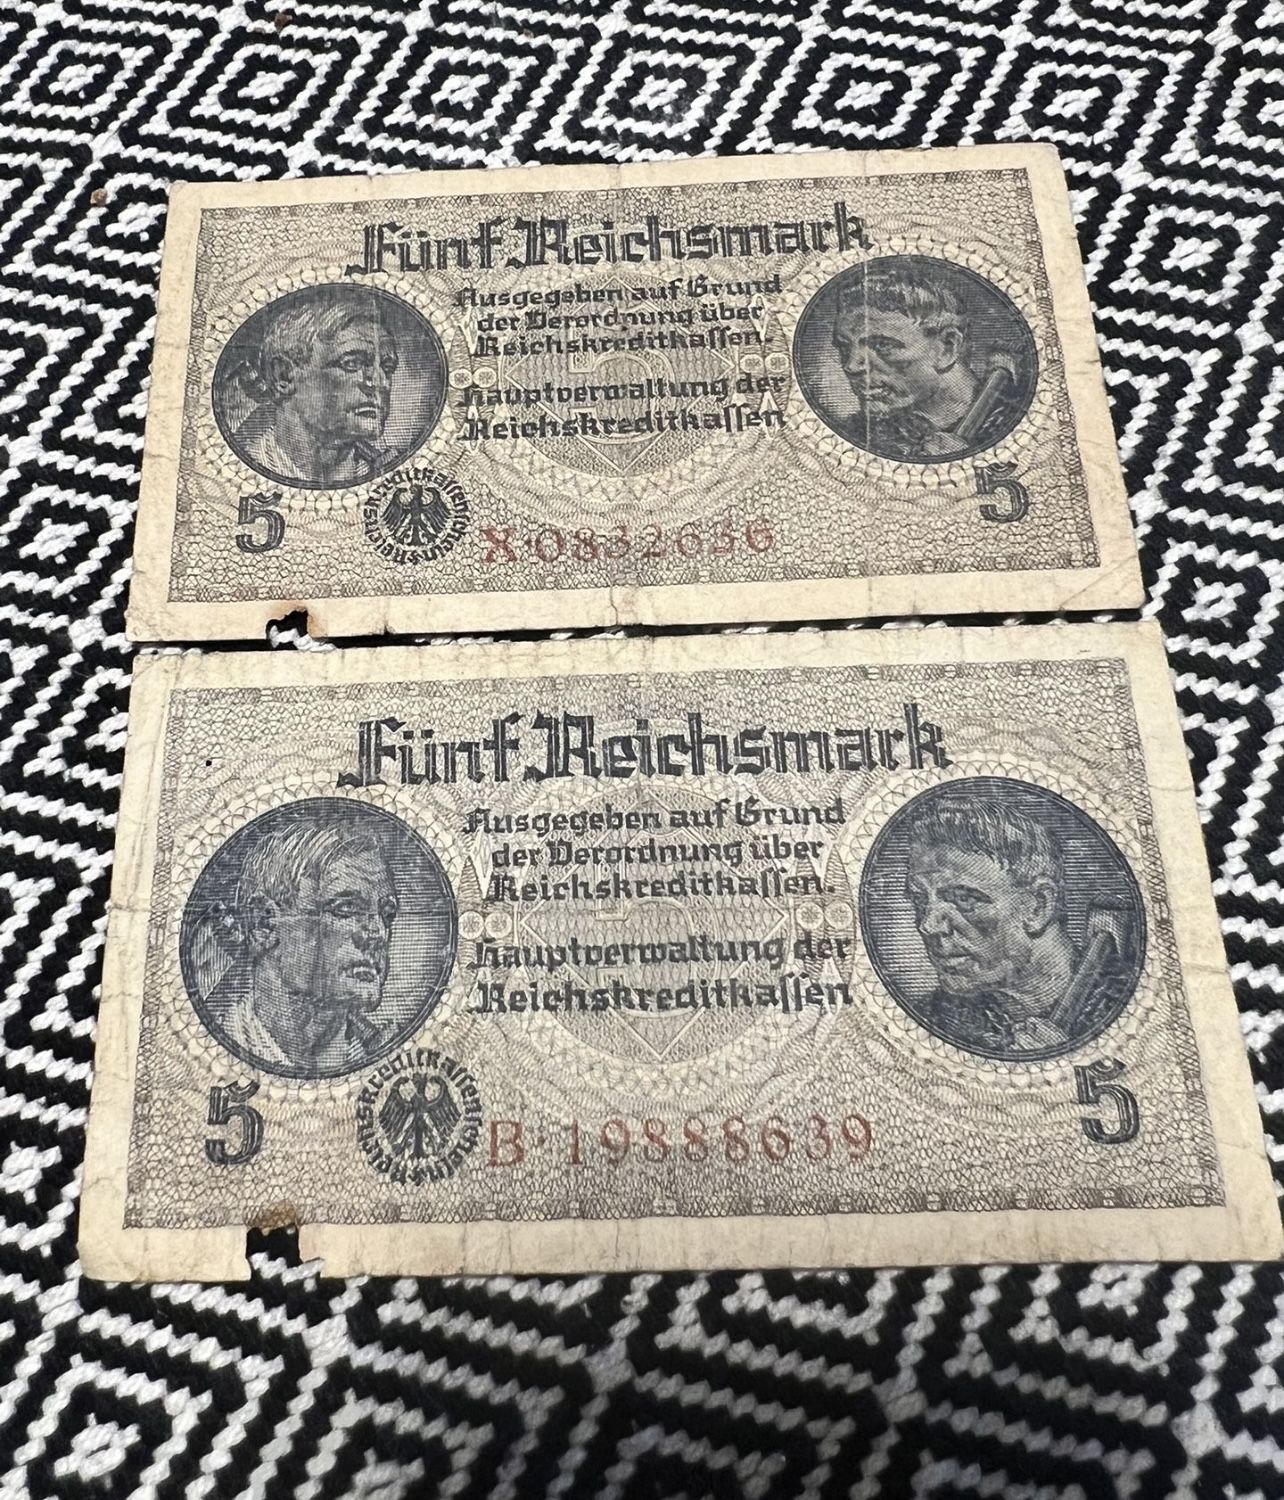 Fünf Reichsmark
Ausgegeben auf Grund
der Verordnung über
Reichskreditkassen.
Hauptverwaltung der
Reichskreditkassen
5
5
X·0832656
Fünf Reichsmark
Ausgegeben auf Grund
der Verordnung über
Reichskreditkassen.
Hauptverwaltung der
Reichskreditkassen
5
5
B·19888639